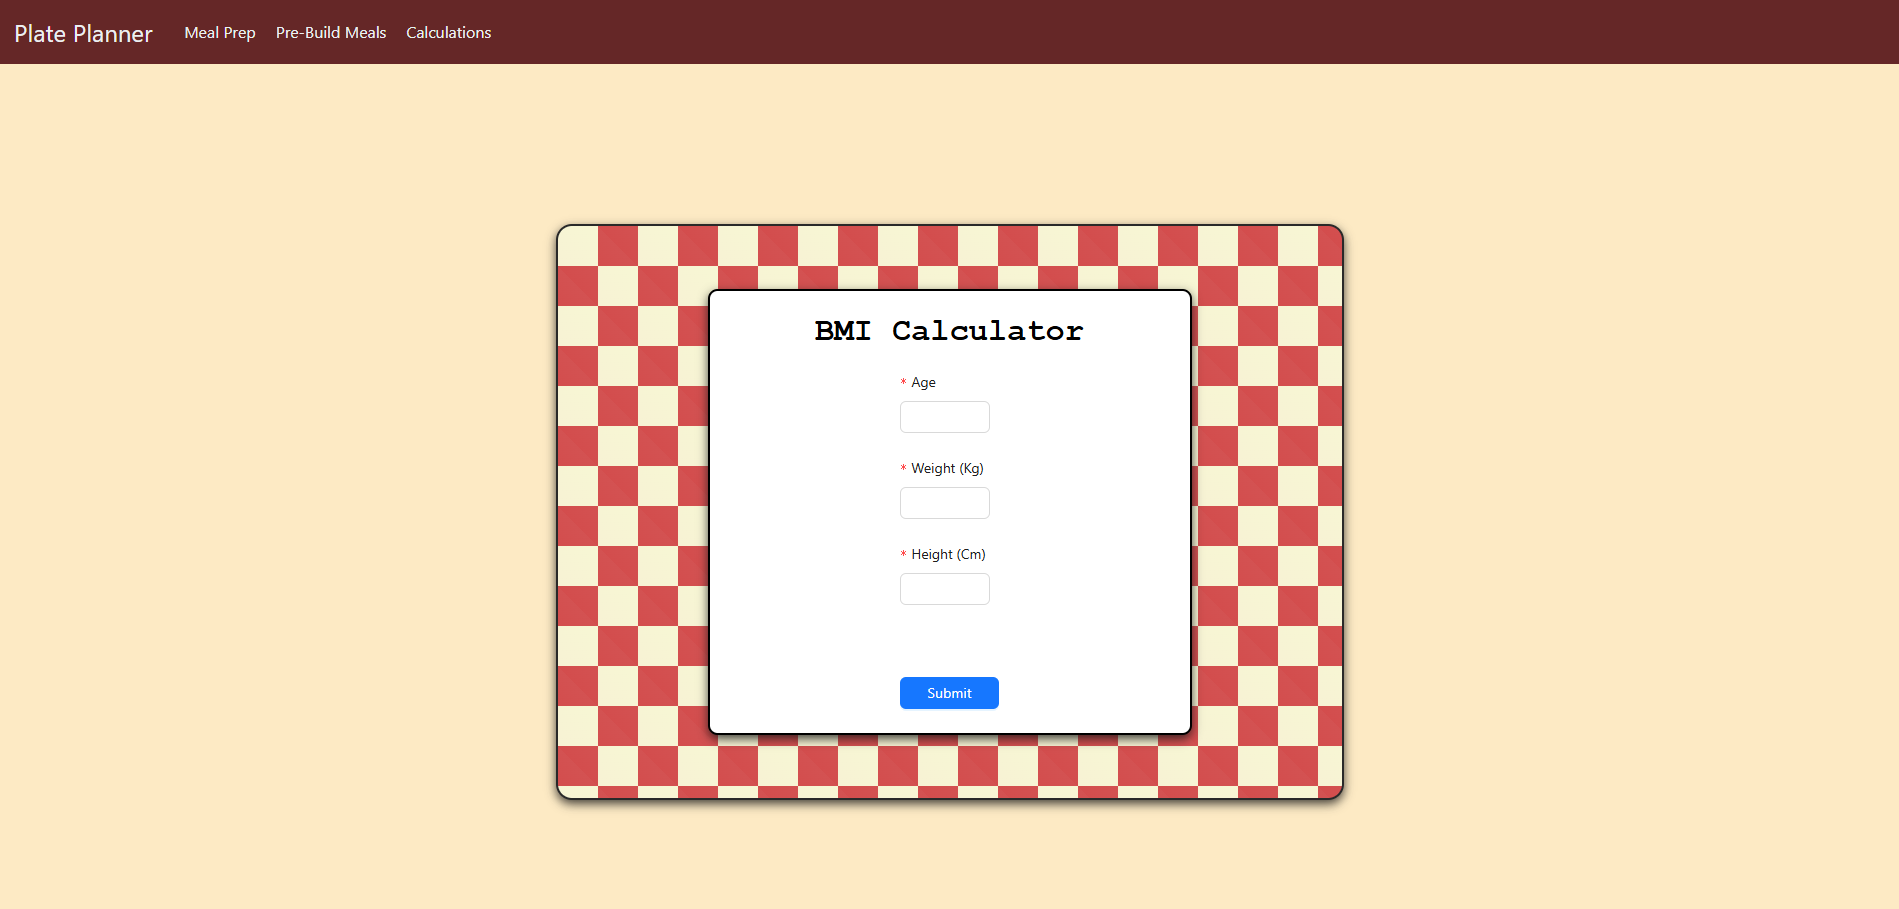 Plate Planner Meal Prep Pre-Build Meals Calculations
BMI Calculator
* Age
* Weight (Kg)
* Height (Cm)
Submit